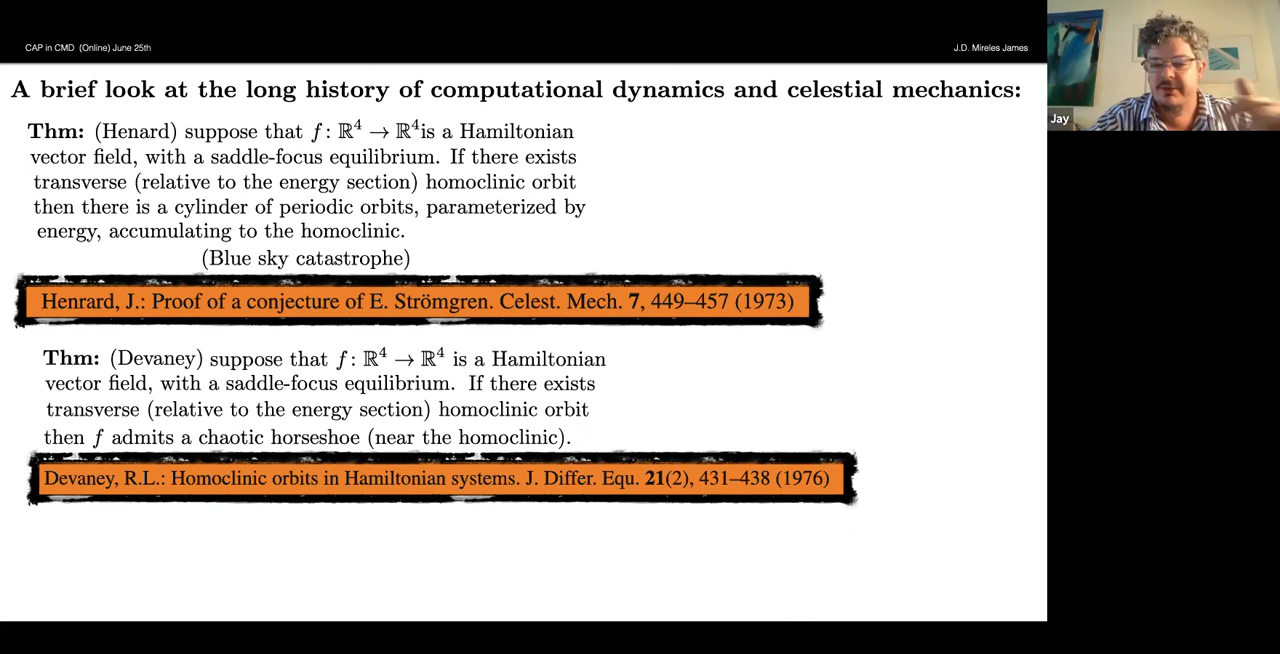 CAP in CMD (Online) June 25th
J.D. Mireles James
Jay
A brief look at the long history of computational dynamics and celestial mechanics:
Thm: (Henard) suppose that f: ℝ⁴ → ℝ⁴is a Hamiltonian
vector field, with a saddle-focus equilibrium. If there exists
transverse (relative to the energy section) homoclinic orbit
then there is a cylinder of periodic orbits, parameterized by
energy, accumulating to the homoclinic.
(Blue sky catastrophe)
Henrard, J.: Proof of a conjecture of E. Strömgren. Celest. Mech. 7, 449–457 (1973)
Thm: (Devaney) suppose that f: ℝ⁴ → ℝ⁴ is a Hamiltonian
vector field, with a saddle-focus equilibrium. If there exists
transverse (relative to the energy section) homoclinic orbit
then f admits a chaotic horseshoe (near the homoclinic).
Devaney, R.L.: Homoclinic orbits in Hamiltonian systems. J. Differ. Equ. 21(2), 431–438 (1976)